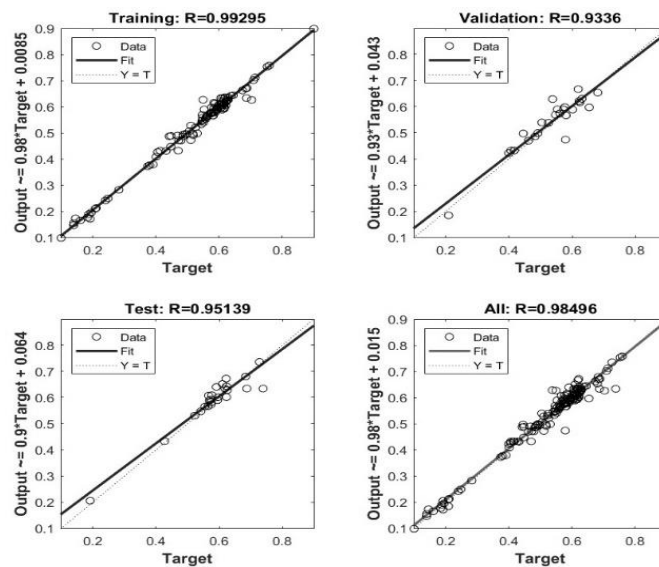 Training: R=0.99295
Output ~= 0.98*Target + 0.0085
0.9
0.8
0.7
0.6
0.5
0.4
0.3
0.2
0.1
Data
Fit
Y = T
0.2 0.4 0.6 0.8
Target
Validation: R=0.9336
Output ~= 0.93*Target + 0.043
0.9
0.8
0.7
0.6
0.5
0.4
0.3
0.2
0.1
Data
Fit
Y = T
0.2 0.4 0.6 0.8
Target
Test: R=0.95139
Output ~= 0.9*Target + 0.064
0.9
0.8
0.7
0.6
0.5
0.4
0.3
0.2
0.1
Data
Fit
Y = T
0.2 0.4 0.6 0.8
Target
All: R=0.98496
Output ~= 0.98*Target + 0.015
0.9
0.8
0.7
0.6
0.5
0.4
0.3
0.2
0.1
Data
Fit
Y = T
0.2 0.4 0.6 0.8
Target